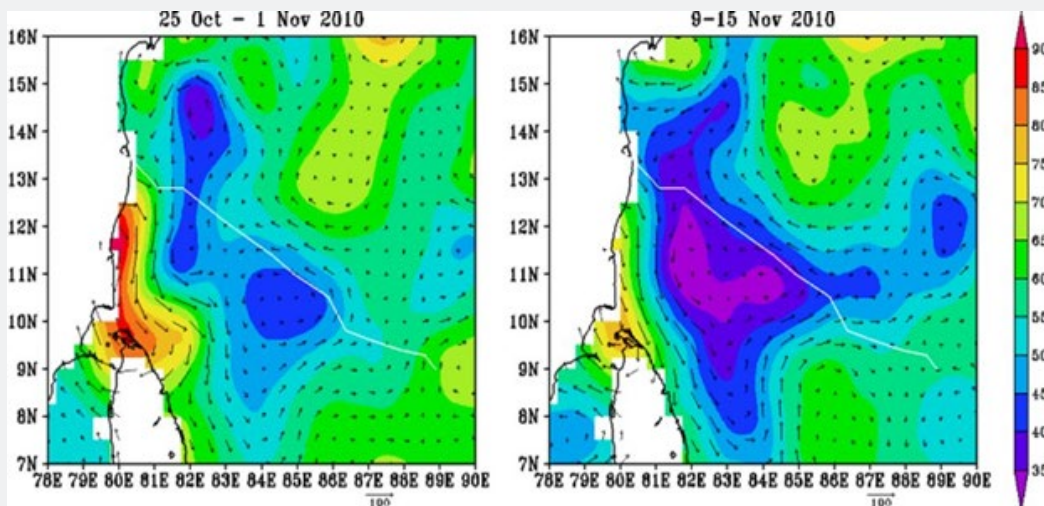 25 Oct - 1 Nov 2010
9-15 Nov 2010
16N
15N
14N
13N
12N
11N
10N
9N
8N
7N
78E 79E 80E 81E 82E 83E 84E 85E 86E 87E 88E 89E 90E
100
16N
15N
14N
13N
12N
11N
10N
9N
8N
7N
78E 79E 80E 81E 82E 83E 84E 85E 86E 87E 88E 89E 90E
100
90
85
80
75
70
65
60
55
50
45
40
35